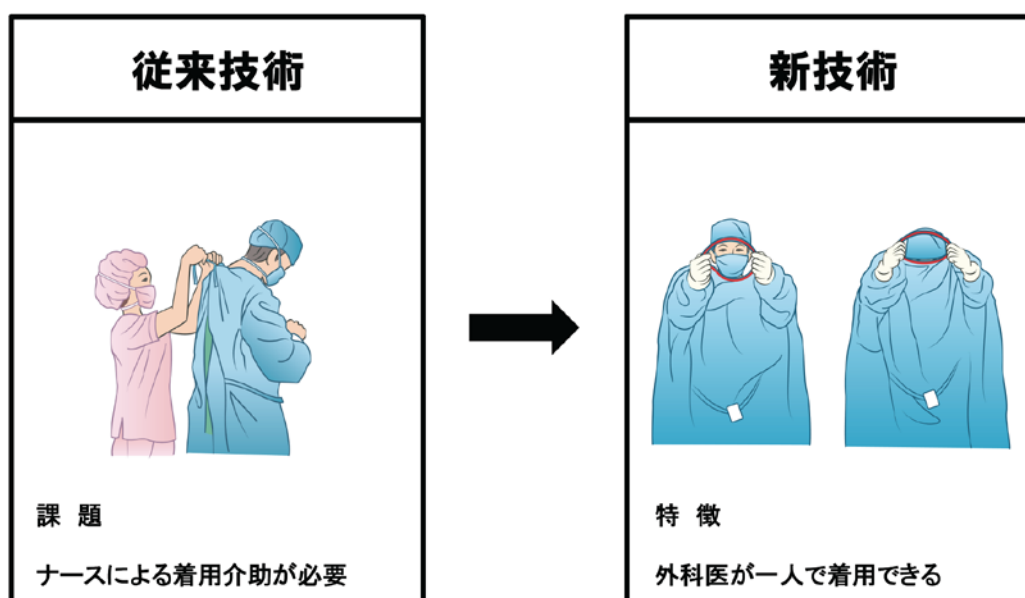 従来技術
課 題
ナースによる着用介助が必要
新技術
特 徴
外科医が一人で着用できる